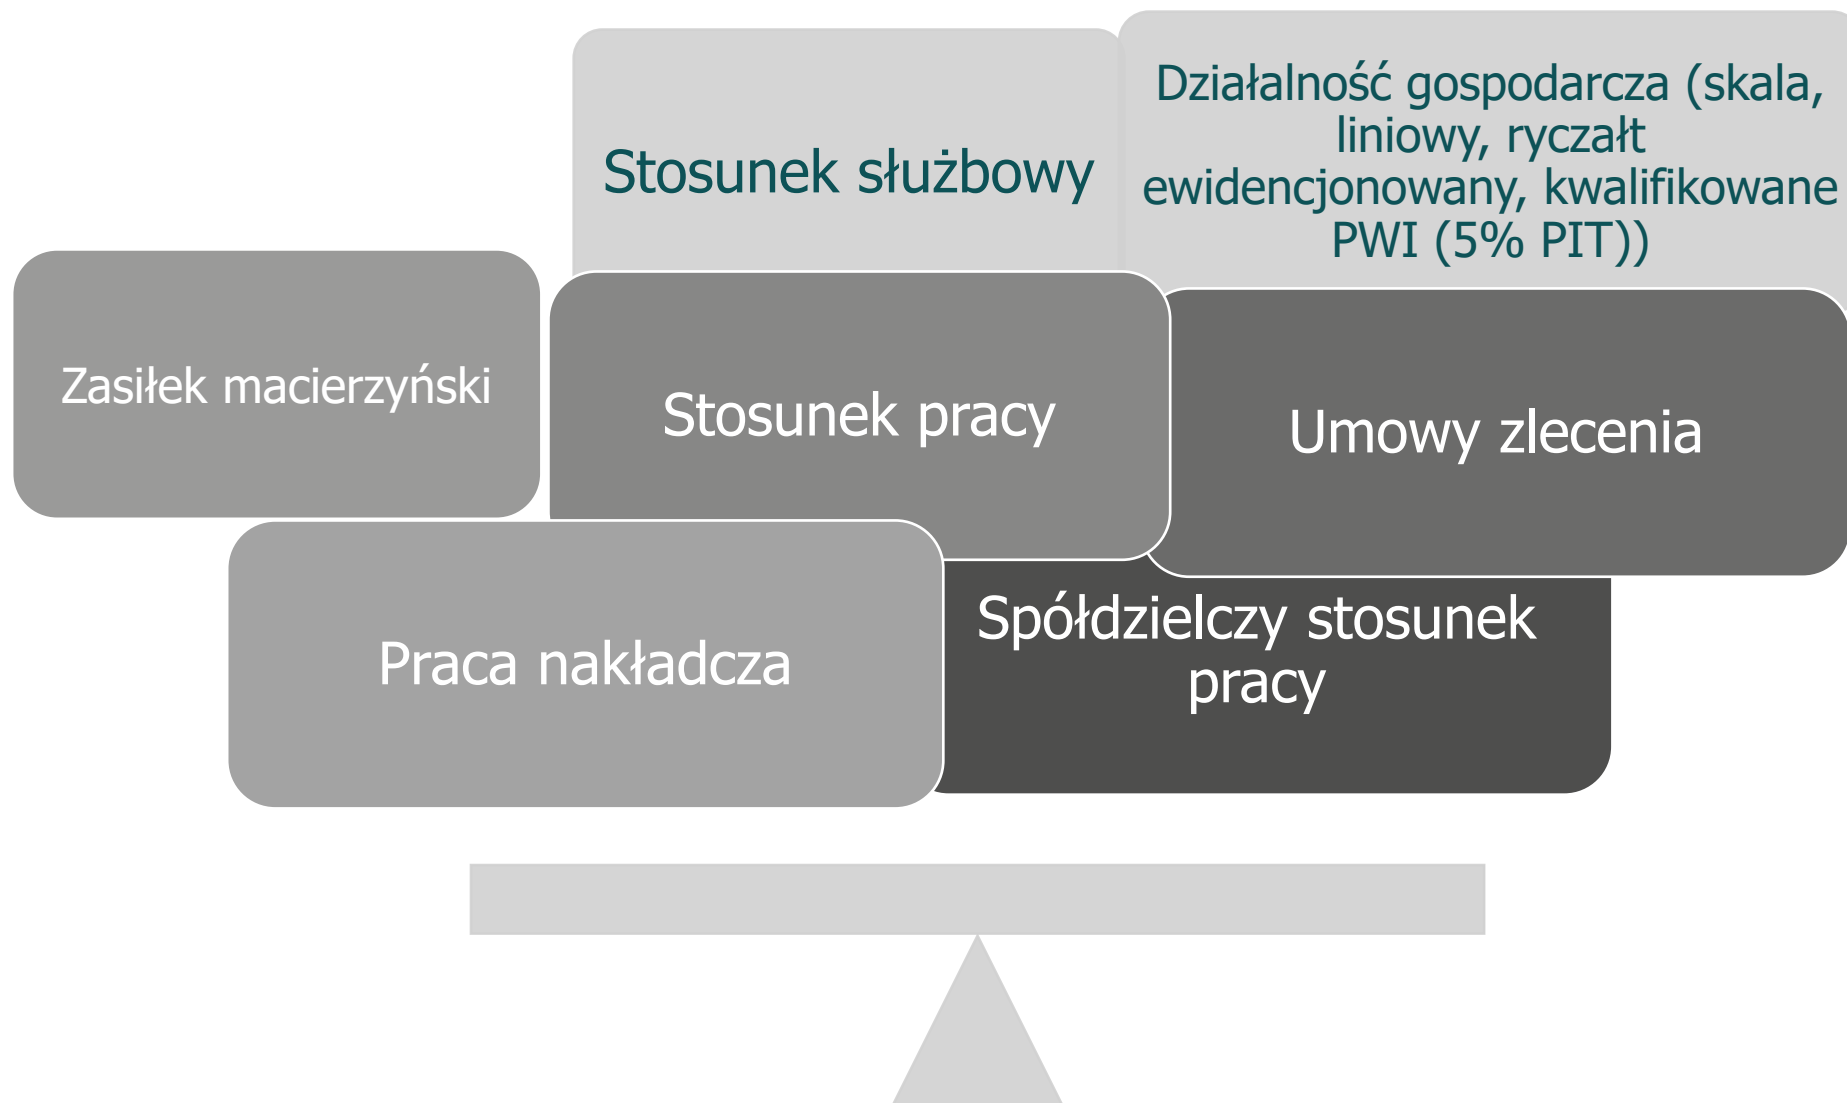 Stosunek służbowy
Działalność gospodarcza (skala,
liniowy, ryczałt
ewidencjonowany, kwalifikowane
PWI (5% PIT))
Zasiłek macierzyński
Stosunek pracy
Umowy zlecenia
Praca nakładcza
Spółdzielczy stosunek
pracy